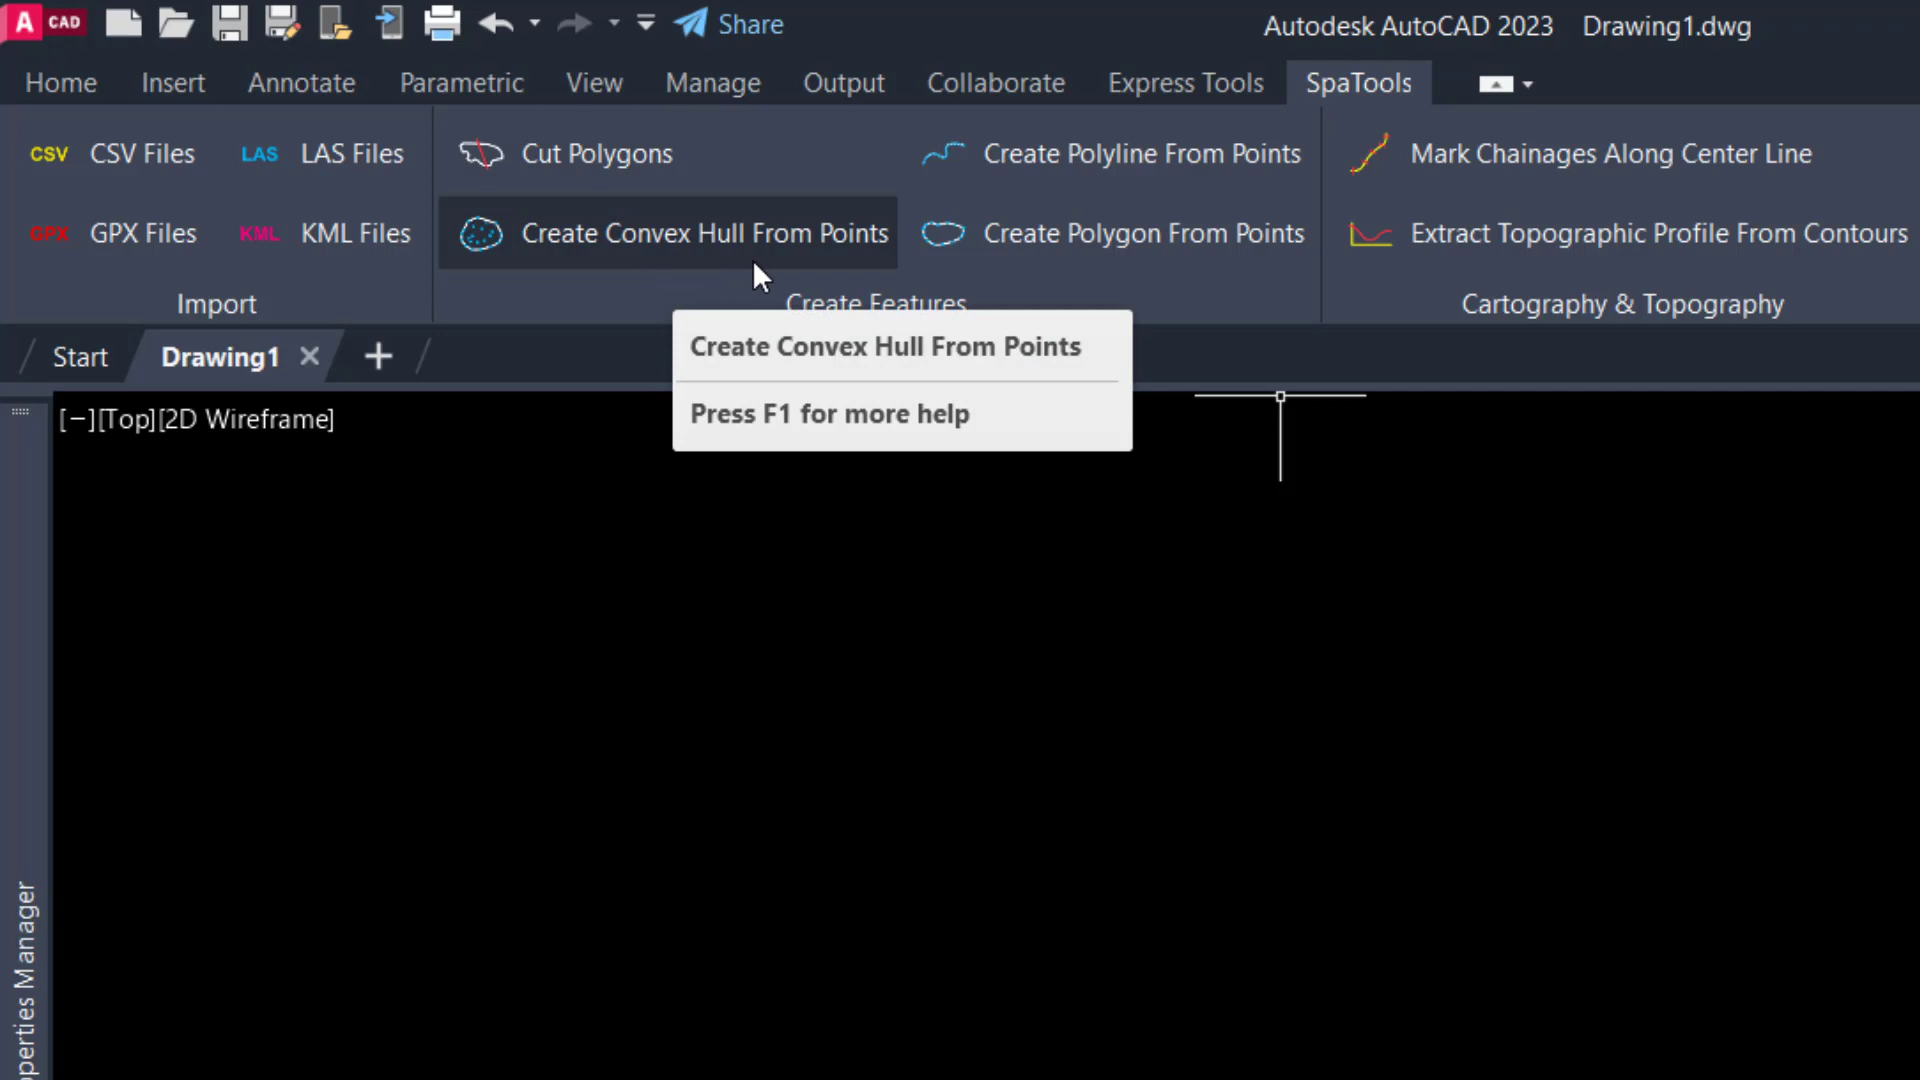 A CAD
Share
Autodesk AutoCAD 2023 Drawing1.dwg
Home Insert Annotate Parametric View Manage Output Collaborate Express Tools SpaTools
CSV CSV Files LAS LAS Files Cut Polygons Create Polyline From Points Mark Chainages Along Center Line
GPX GPX Files KML KML Files Create Convex Hull From Points Create Polygon From Points Extract Topographic Profile From Contours
Import Create Features Cartography & Topography
Start Drawing1
Create Convex Hull From Points
Press F1 for more help
[−][Top][2D Wireframe]
Manager